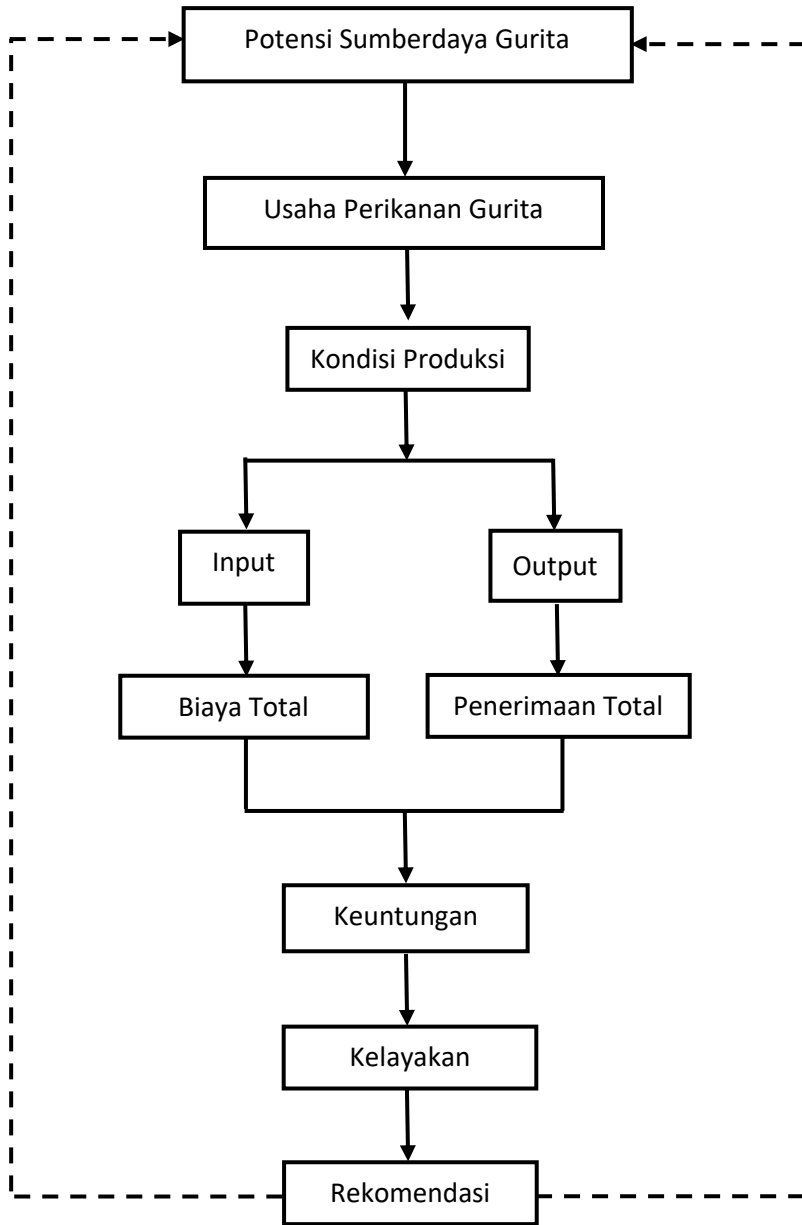 Potensi Sumberdaya Gurita
Usaha Perikanan Gurita
Kondisi Produksi
Input
Output
Biaya Total
Penerimaan Total
Keuntungan
Kelayakan
Rekomendasi